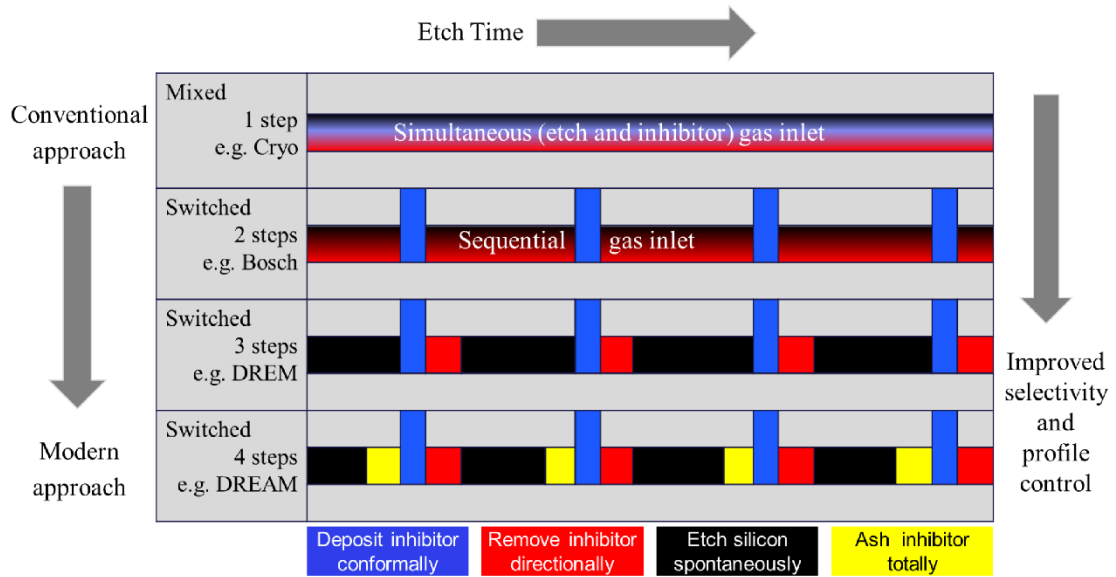 Etch Time
Conventional
approach
Modern
approach
Mixed
1 step
e.g. Cryo
Simultaneous (etch and inhibitor) gas inlet
Switched
2 steps
e.g. Bosch
Sequential gas inlet
Switched
3 steps
e.g. DREM
Switched
4 steps
e.g. DREAM
Improved
selectivity
and
profile
control
Deposit inhibitor
conformally
Remove inhibitor
directionally
Etch silicon
spontaneously
Ash inhibitor
totally